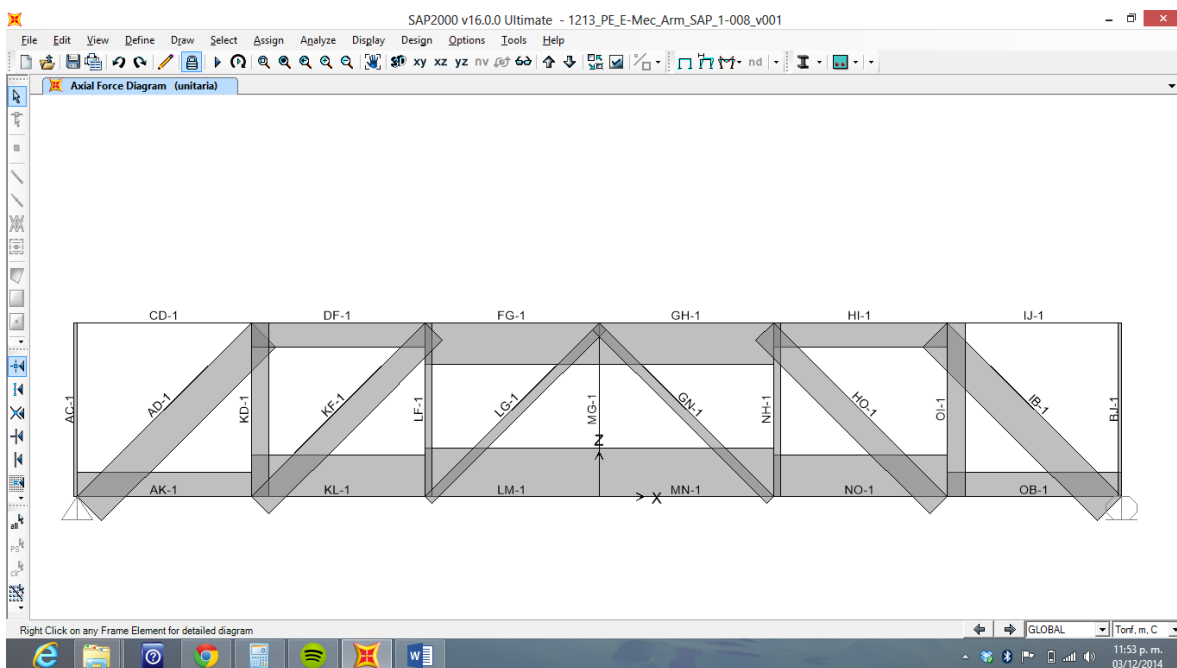 SAP2000 v16.0.0 Ultimate - 1213_PE_E-Mec_Arm_SAP_1-008_v001
File Edit View Define Draw Select Assign Analyze Display Design Options Tools Help
3D xy xz yz nv nd
Axial Force Diagram (unitaria)
CD-1 DF-1 FG-1 GH-1 HI-1 IJ-1
AC-1 AD-1 KD-1 KF-1 LF-1 LG-1 MG-1 GN-1 NH-1 HO-1 OI-1 IB-1 BJ-1
Z
X
AK-1 KL-1 LM-1 MN-1 NO-1 OB-1
all
PS
clr
Right Click on any Frame Element for detailed diagram
GLOBAL
Tonf, m, C
11:53 p. m.
03/12/2014